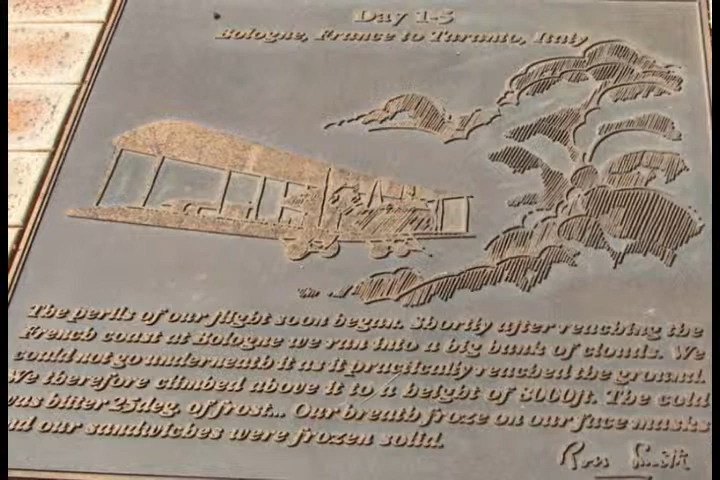 Day 1-5
Bologne, France to Taranto, Italy
The perils of our flight soon began. Shortly after reaching the
French coast at Bologne we ran into a big bank of clouds. We
could not go underneath it as it practically reached the ground.
We therefore climbed above it to a height of 8000ft. The cold
was bitter 25deg. of frost... Our breath froze on our face masks
nd our sandwiches were frozen solid.
Ross Smith